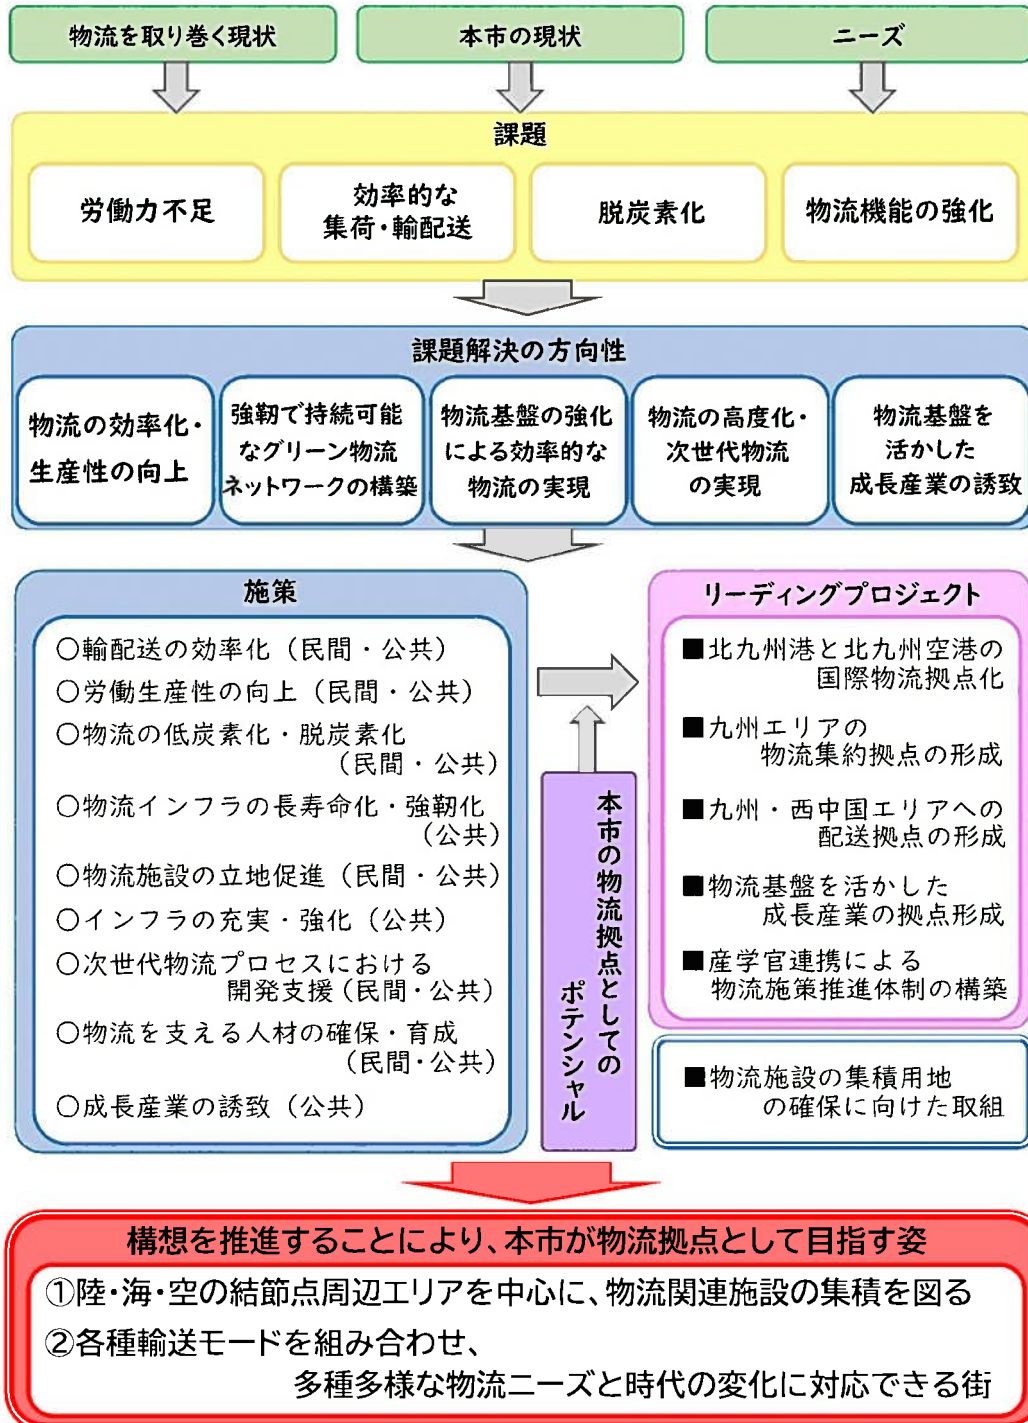 物流を取り巻く現状
本市の現状
ニーズ
課題
労働力不足
効率的な
集荷・輸配送
脱炭素化
物流機能の強化
課題解決の方向性
物流の効率化・
生産性の向上
強靭で持続可能
なグリーン物流
ネットワークの構築
物流基盤の強化
による効率的な
物流の実現
物流の高度化・
次世代物流
の実現
物流基盤を
活かした
成長産業の誘致
施策
○輸配送の効率化（民間・公共）
○労働生産性の向上（民間・公共）
○物流の低炭素化・脱炭素化
（民間・公共）
○物流インフラの長寿命化・強靭化
（公共）
○物流施設の立地促進（民間・公共）
○インフラの充実・強化（公共）
○次世代物流プロセスにおける
開発支援（民間・公共）
○物流を支える人材の確保・育成
（民間・公共）
○成長産業の誘致（公共）
本市の物流拠点としての
ポテンシャル
リーディングプロジェクト
■北九州港と北九州空港の
国際物流拠点化
■九州エリアの
物流集約拠点の形成
■九州・西中国エリアへの
配送拠点の形成
■物流基盤を活かした
成長産業の拠点形成
■産学官連携による
物流施策推進体制の構築
■物流施設の集積用地
の確保に向けた取組
構想を推進することにより、本市が物流拠点として目指す姿
①陸・海・空の結節点周辺エリアを中心に、物流関連施設の集積を図る
②各種輸送モードを組み合わせ、
多種多様な物流ニーズと時代の変化に対応できる街